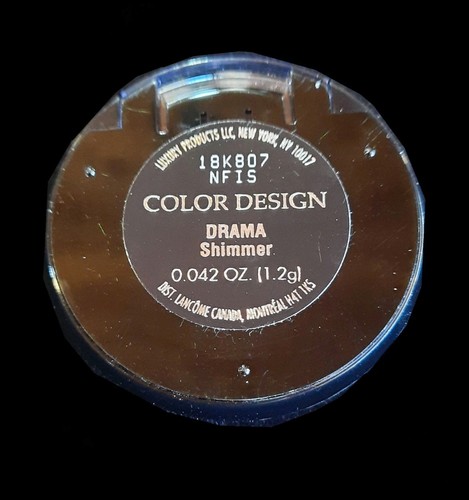 LUXURY PRODUCTS LLC, NEW YORK, NY 10017
18K807
NFIS
COLOR DESIGN
DRAMA
Shimmer
0.042 OZ. (1.2g)
DIST. LANCÔME CANADA, MONTRÉAL H4T 1K5